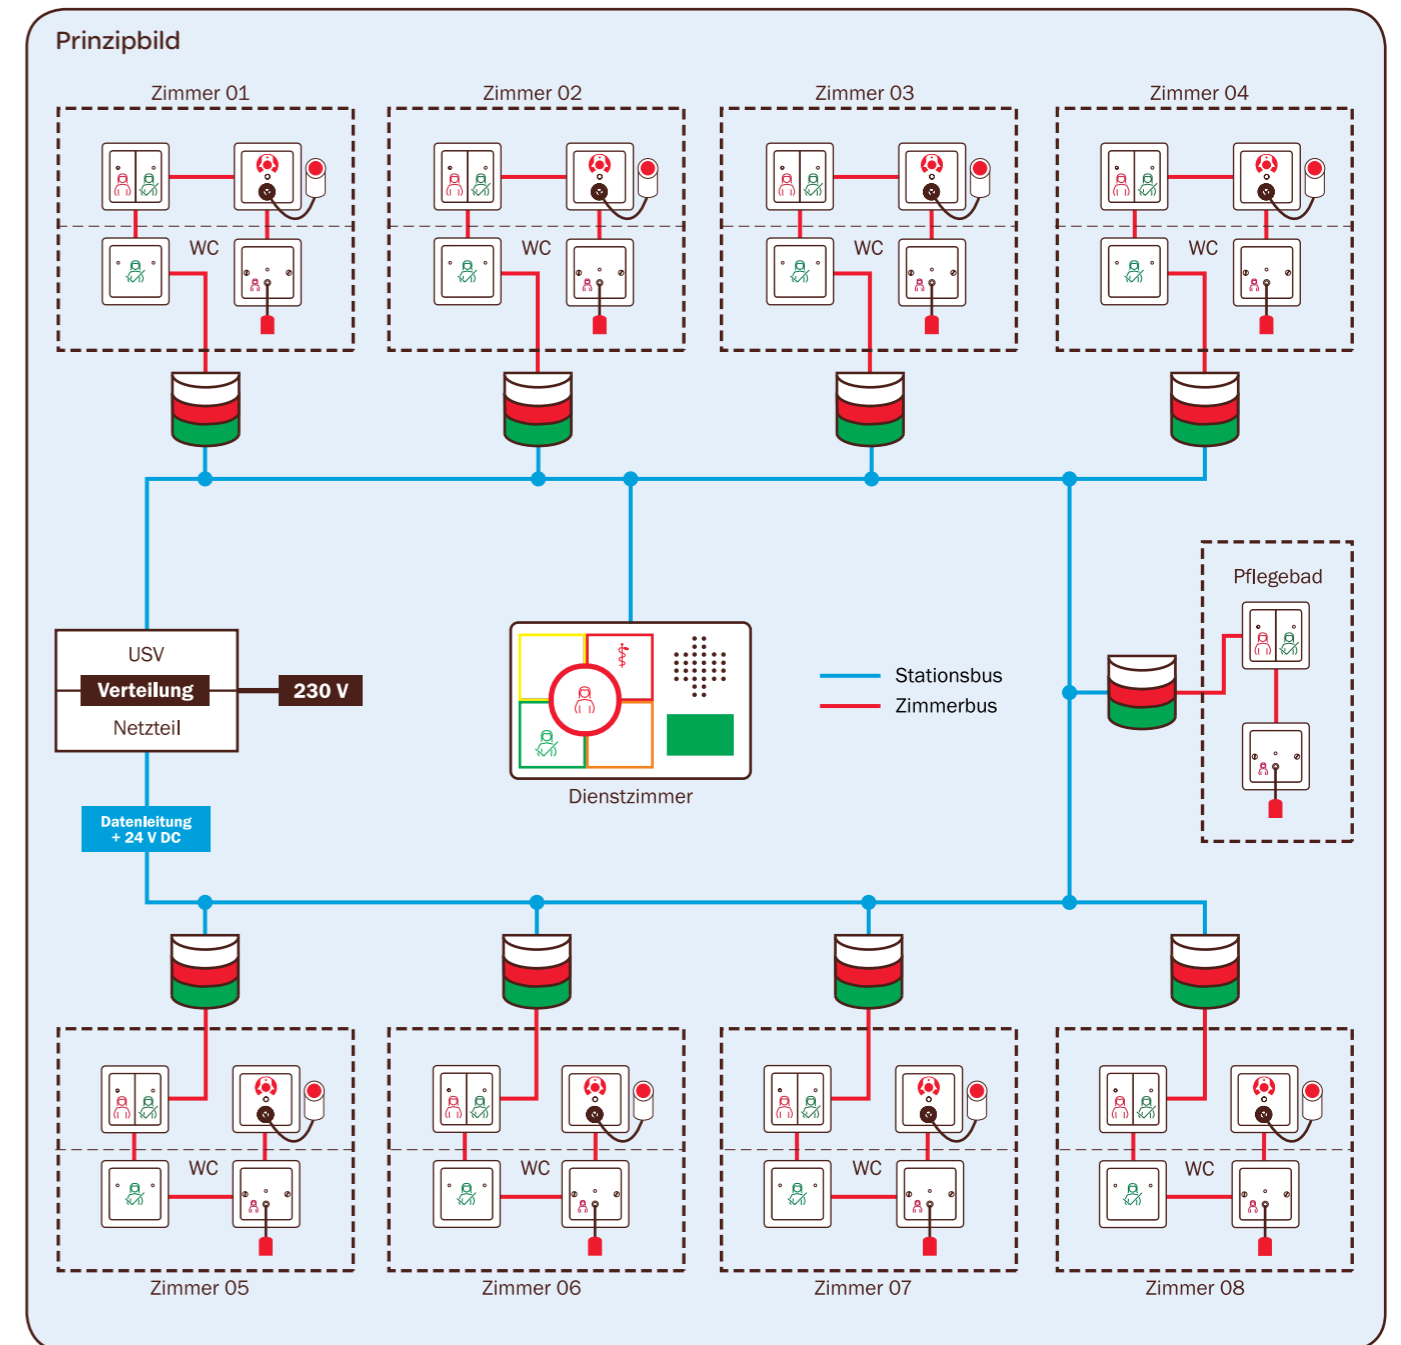 Prinzipbild
Zimmer 01
Zimmer 02
Zimmer 03
Zimmer 04
WC
WC
WC
WC
Pflegebad
USV
Verteilung
230 V
Netzteil
Stationsbus
Zimmerbus
Dienstzimmer
Datenleitung
+ 24 V DC
WC
WC
WC
WC
Zimmer 05
Zimmer 06
Zimmer 07
Zimmer 08